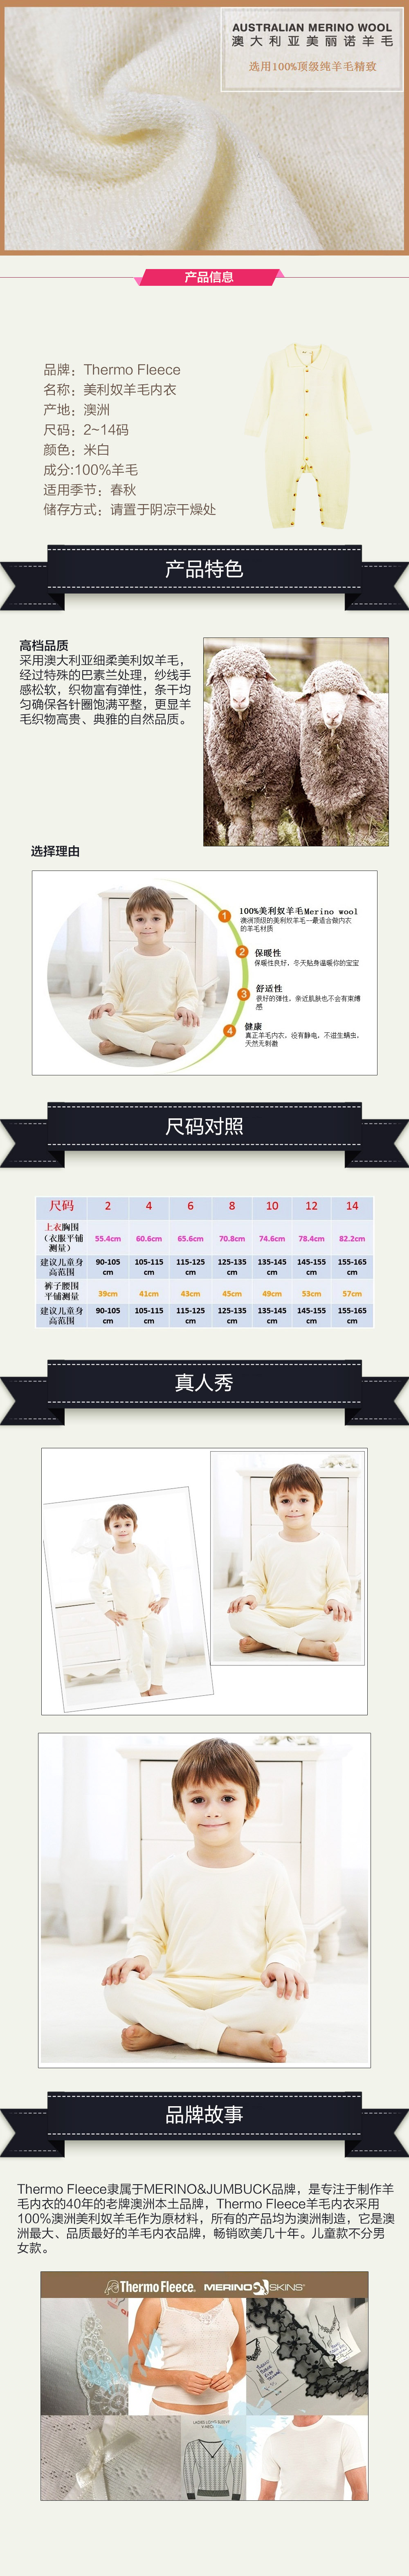 AUSTRALIAN MERINO WOOL
澳大利亚美丽诺羊毛
选用100%顶级纯羊毛精致
产品信息
品牌：Thermo Fleece
名称：美利奴羊毛内衣
产地：澳洲
尺码：2~14码
颜色：米白
成分:100%羊毛
适用季节：春秋
储存方式：请置于阴凉干燥处
产品特色
高档品质
采用澳大利亚细柔美利奴羊毛，
经过特殊的巴素兰处理，纱线手
感松软，织物富有弹性，条干均
匀确保各针圈饱满平整，更显羊
毛织物高贵、典雅的自然品质。
选择理由
1 100%美利奴羊毛Merino wool
澳洲顶级的美利奴羊毛—最适合做内衣
的羊毛材质
2 保暖性
保暖性良好，冬天贴身温暖你的宝宝
3 舒适性
很好的弹性，亲近肌肤也不会有束缚
感
4 健康
真正羊毛内衣，没有静电，不滋生螨虫，
天然无刺激
尺码对照
尺码 2 4 6 8 10 12 14
上衣胸围
（衣服平铺
测量） 55.4cm 60.6cm 65.6cm 70.8cm 74.6cm 78.4cm 82.2cm
建议儿童身 90-105 105-115 115-125 125-135 135-145 145-155 155-165
高范围 cm cm cm cm cm cm cm
裤子腰围
平铺测量 39cm 41cm 43cm 45cm 49cm 53cm 57cm
建议儿童身 90-105 105-115 115-125 125-135 135-145 145-155 155-165
高范围 cm cm cm cm cm cm cm
真人秀
品牌故事
Thermo Fleece隶属于MERINO&JUMBUCK品牌，是专注于制作羊
毛内衣的40年的老牌澳洲本土品牌，Thermo Fleece羊毛内衣采用
100%澳洲美利奴羊毛作为原材料，所有的产品均为澳洲制造，它是澳
洲最大、品质最好的羊毛内衣品牌，畅销欧美几十年。儿童款不分男
女款。
Thermo Fleece. MERINO SKINS
LADIES LONG SLEEVE